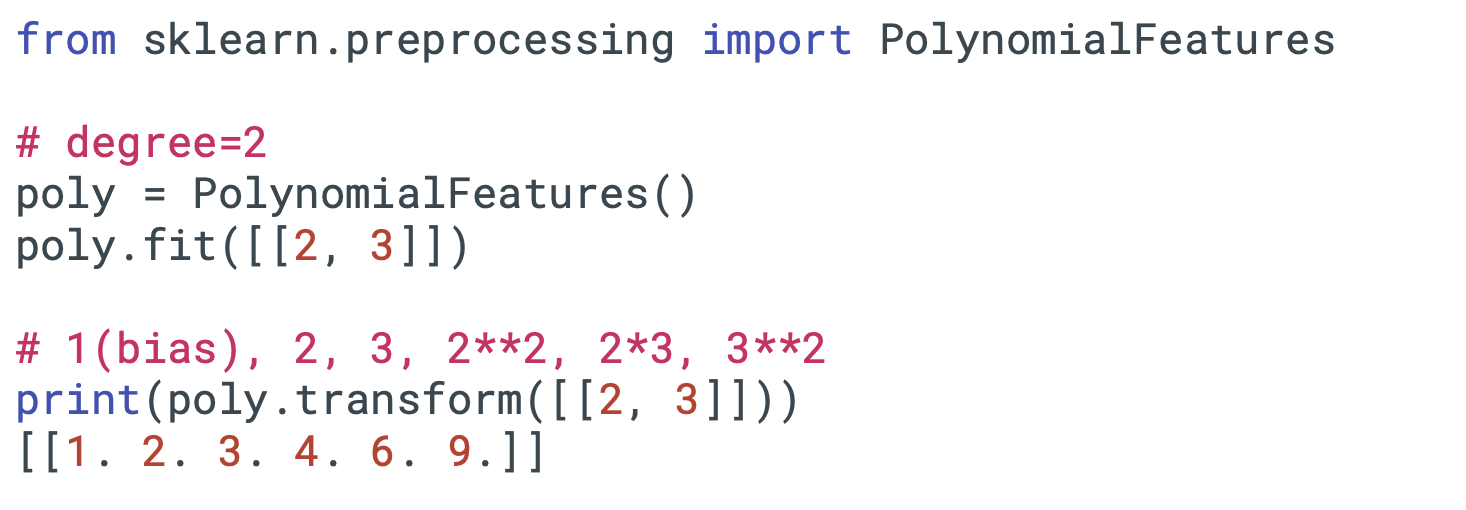 from sklearn.preprocessing import PolynomialFeatures
# degree=2
poly = PolynomialFeatures()
poly.fit([[2, 3]])
# 1(bias), 2, 3, 2**2, 2*3, 3**2
print(poly.transform([[2, 3]]))
[[1. 2. 3. 4. 6. 9.]]